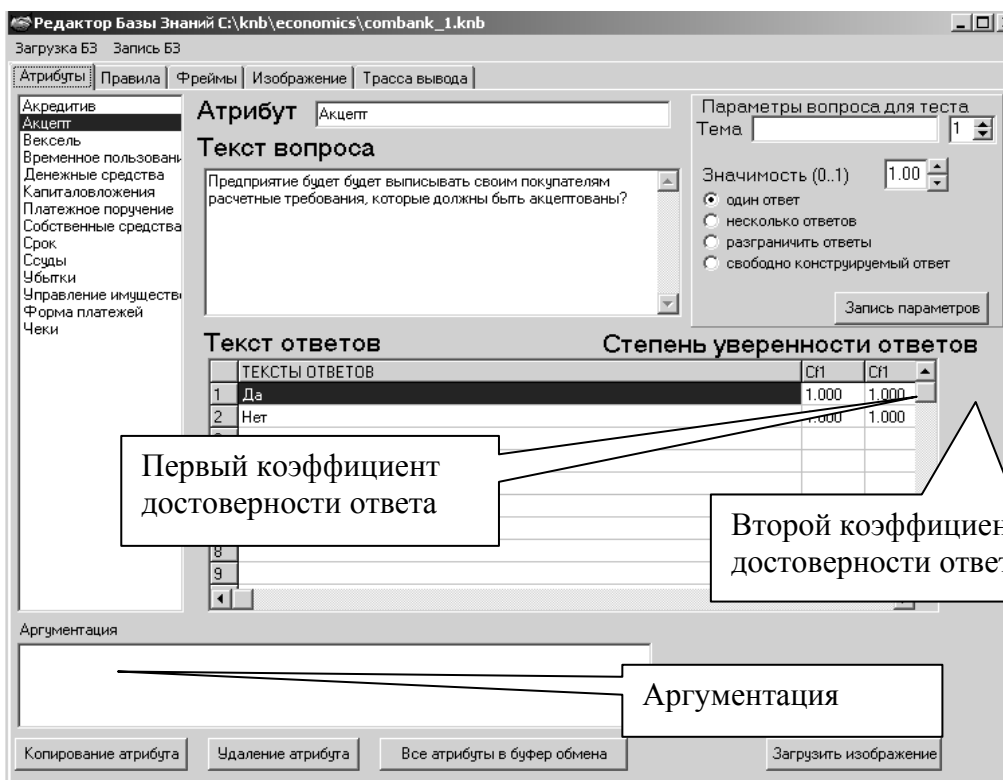 Редактор Базы Знаний C:\knb\economics\combank_1.knb
Загрузка БЗ Запись БЗ
Атрибуты Правила Фреймы Изображение Трасса вывода
Акредитив
Акцепт
Вексель
Временное пользовани
Денежные средства
Капиталовложения
Платежное поручение
Собственные средства
Срок
Ссуды
Убытки
Управление имуществ
Форма платежей
Чеки
Атрибут Акцепт
Текст вопроса
Предприятие будет будет выписывать своим покупателям
расчетные требования, которые должны быть акцептованы?
Параметры вопроса для теста
Тема 1
Значимость (0..1) 1.00
один ответ
несколько ответов
разграничить ответы
свободно конструируемый ответ
Запись параметров
Текст ответов Степень уверенности ответов
ТЕКСТЫ ОТВЕТОВ Cf1 Cf1
1 Да 1.000 1.000
2 Нет 1.000 1.000
8
9
Первый коэффициент
достоверности ответа
Второй коэффициен
достоверности ответ
Аргументация
Аргументация
Копирование атрибута Удаление атрибута Все атрибуты в буфер обмена Загрузить изображение